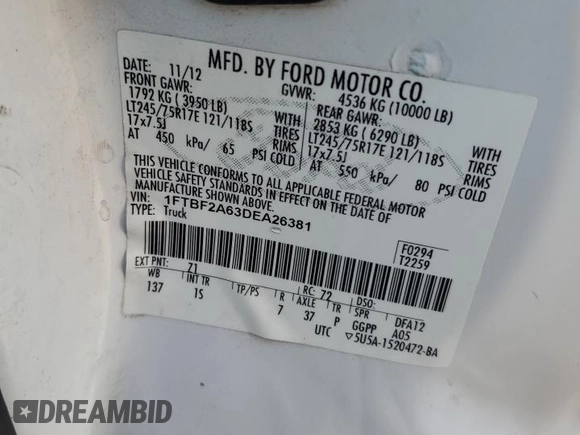 MFD. BY FORD MOTOR CO.
DATE: 11/12 GVWR: 4536 KG (10000 LB)
FRONT GAWR: REAR GAWR:
1792 KG (3950 LB) 2853 KG (6290 LB)
LT245/75R17E 121/118S WITH TIRES LT245/75R17E 121/118S WITH TIRES
17x7.5J RIMS 17x7.5J RIMS
AT 450 kPa/ 65 PSI COLD AT 550 kPa/ 80 PSI COLD
THIS VEHICLE CONFORMS TO ALL APPLICABLE FEDERAL MOTOR
VEHICLE SAFETY STANDARDS IN EFFECT ON THE DATE OF MANUFACTURE
SHOWN ABOVE.
VIN: 1FTBF2A63DEA26381
TYPE: Truck
F0294
T2259
EXT PNT: Z1 RC: 72 DSO:
WB INT TR TP/PS R AXLE TR SPR DFA12
137 1S 7 37 P GGPP A05
UTC 5U5A-1520472-BA
DREAMBID